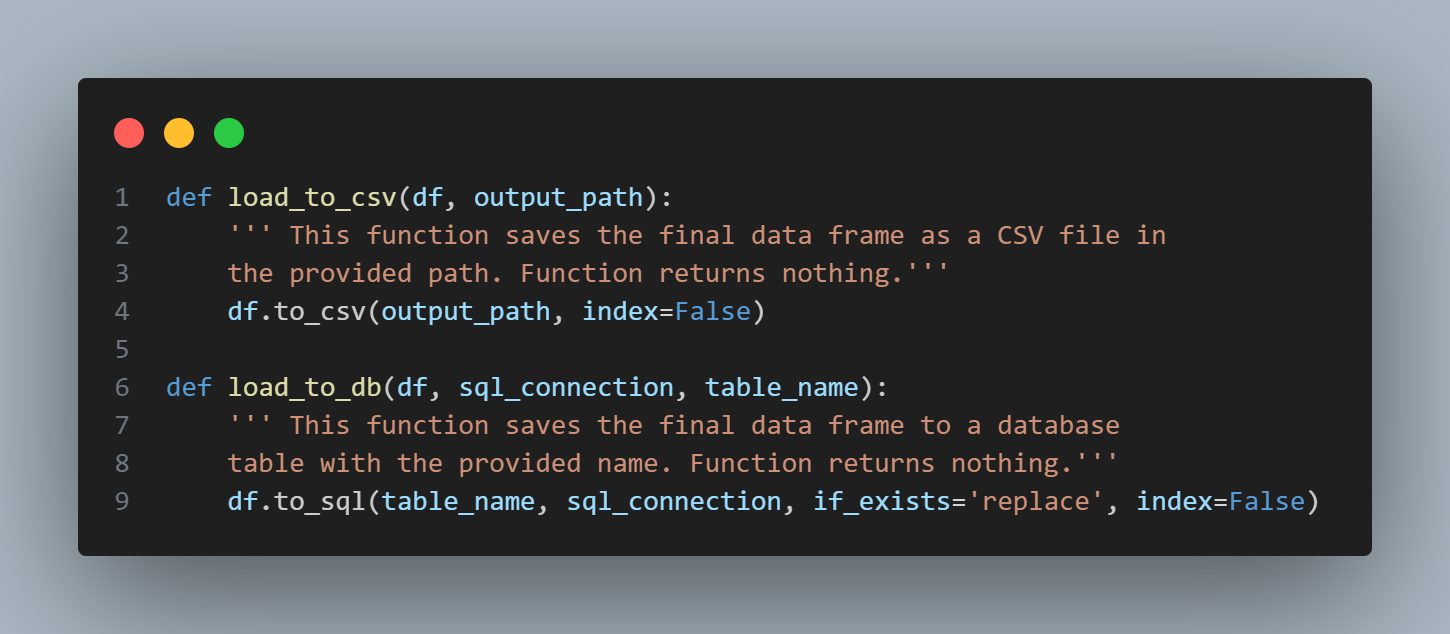 1 def load_to_csv(df, output_path):
2     ''' This function saves the final data frame as a CSV file in
3     the provided path. Function returns nothing.'''
4     df.to_csv(output_path, index=False)
5
6 def load_to_db(df, sql_connection, table_name):
7     ''' This function saves the final data frame to a database
8     table with the provided name. Function returns nothing.'''
9     df.to_sql(table_name, sql_connection, if_exists='replace', index=False)